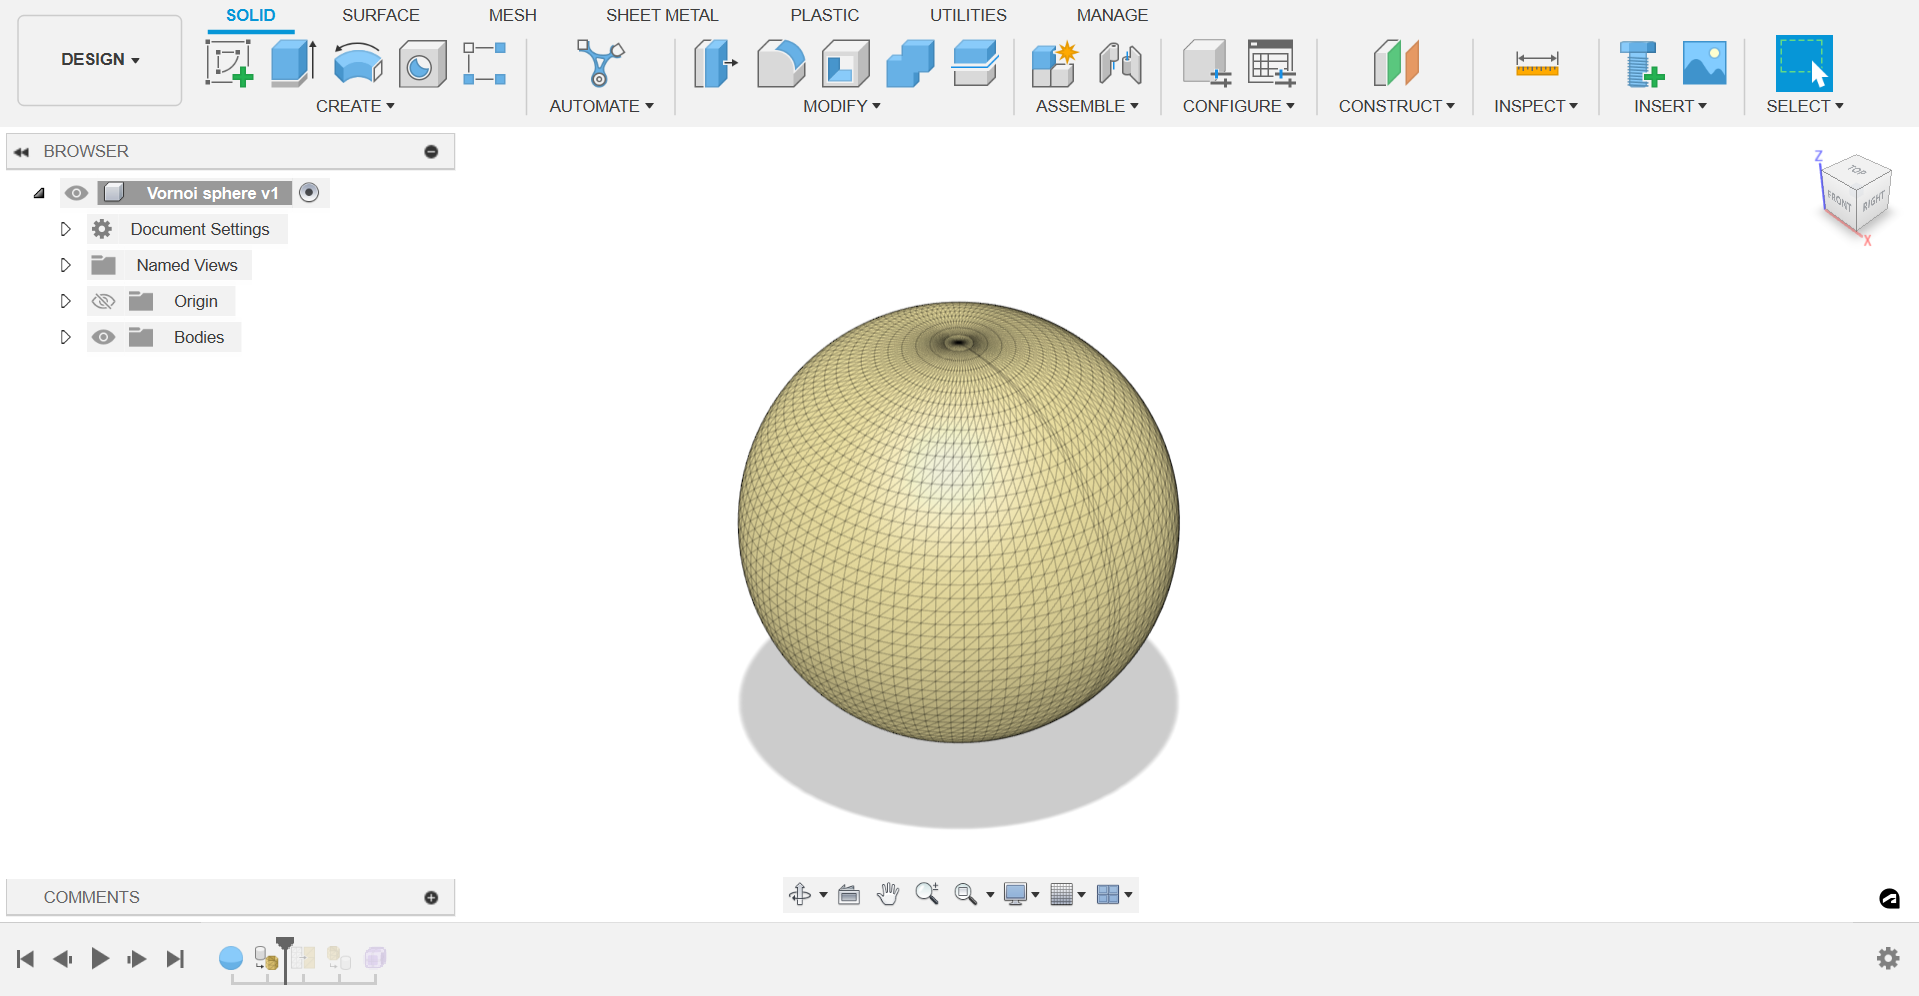 SOLID SURFACE MESH SHEET METAL PLASTIC UTILITIES MANAGE
DESIGN
CREATE AUTOMATE MODIFY ASSEMBLE CONFIGURE CONSTRUCT INSPECT INSERT SELECT
BROWSER
Vornoi sphere v1
Document Settings
Named Views
Origin
Bodies
Z
TOP
FRONT RIGHT
X
COMMENTS